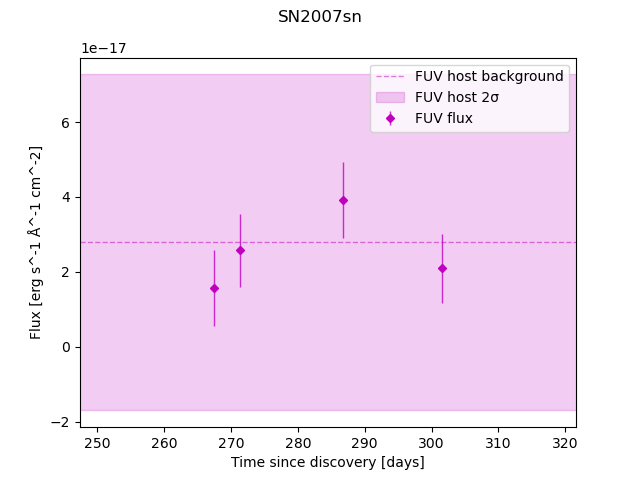 SN2007sn
1e−17
FUV host background
FUV host 2σ
FUV flux
6
4
2
0
−2
Flux [erg s^-1 Å^-1 cm^-2]
250 260 270 280 290 300 310 320
Time since discovery [days]